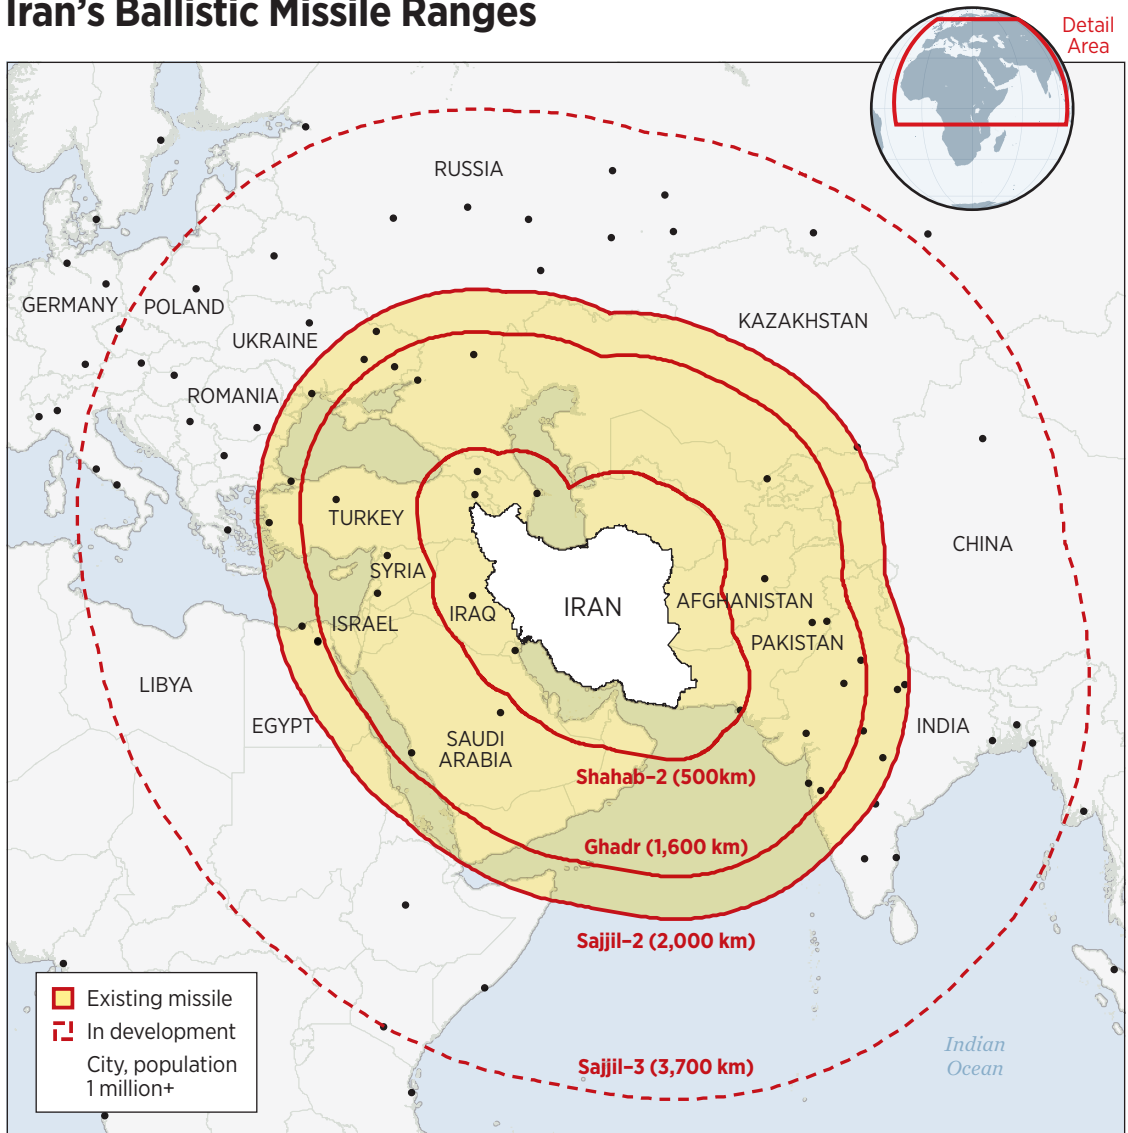 Iran's Ballistic Missile Ranges
Detail
Area
RUSSIA
GERMANY
POLAND
KAZAKHSTAN
UKRAINE
ROMANIA
TURKEY
CHINA
SYRIA
IRAN
AFGHANISTAN
IRAQ
ISRAEL
PAKISTAN
LIBYA
EGYPT
INDIA
SAUDI
ARABIA
Shahab–2 (500km)
Ghadr (1,600 km)
Sajjil–2 (2,000 km)
Existing missile
In development
City, population
1 million+
Indian
Ocean
Sajjil–3 (3,700 km)